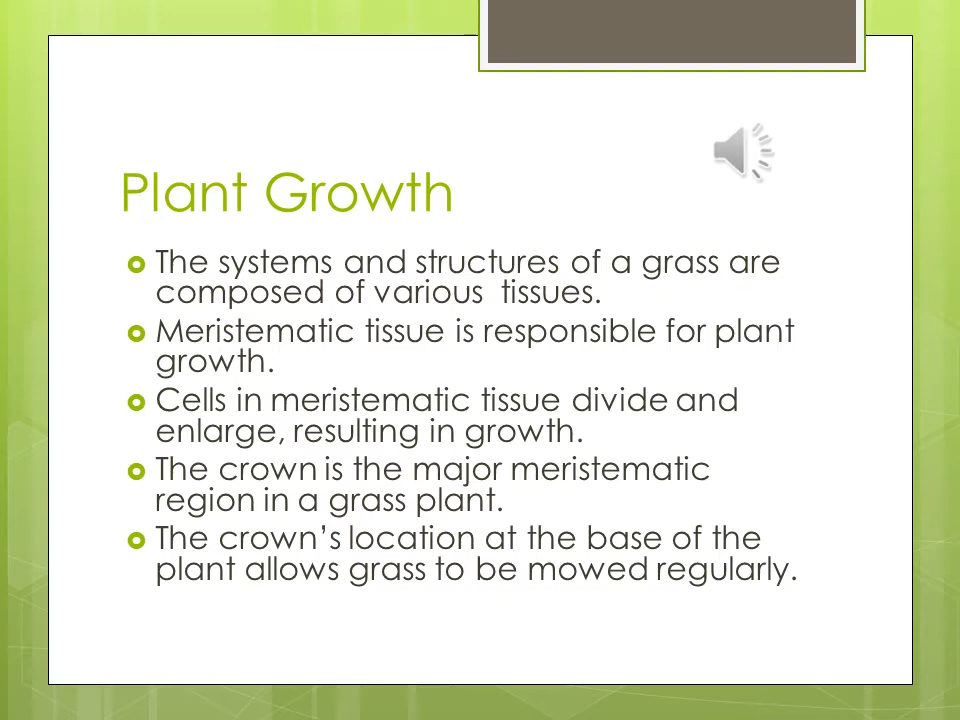 Plant Growth
The systems and structures of a grass are
composed of various  tissues.
Meristematic tissue is responsible for plant
growth.
Cells in meristematic tissue divide and
enlarge, resulting in growth.
The crown is the major meristematic
region in a grass plant.
The crown’s location at the base of the
plant allows grass to be mowed regularly.